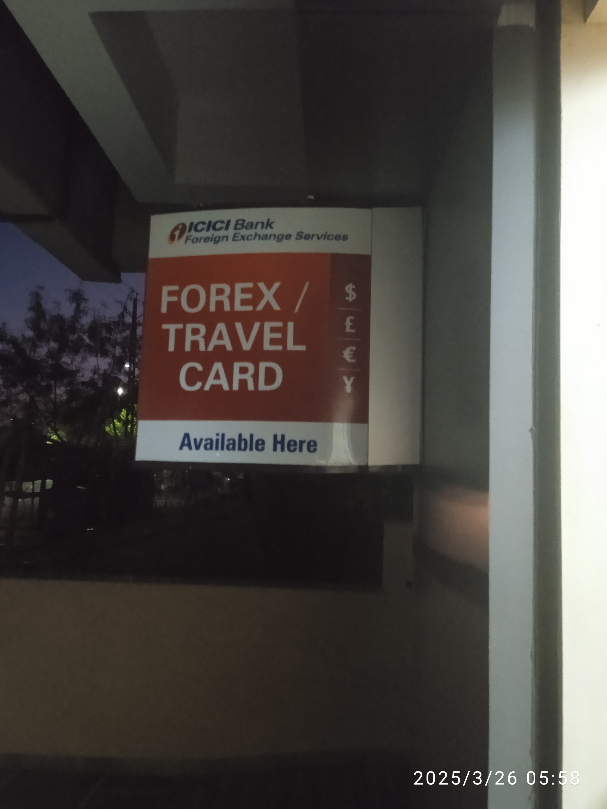 ICICI Bank
Foreign Exchange Services
FOREX /
TRAVEL
CARD
$
£
€
¥
Available Here
2025/3/26 05:58